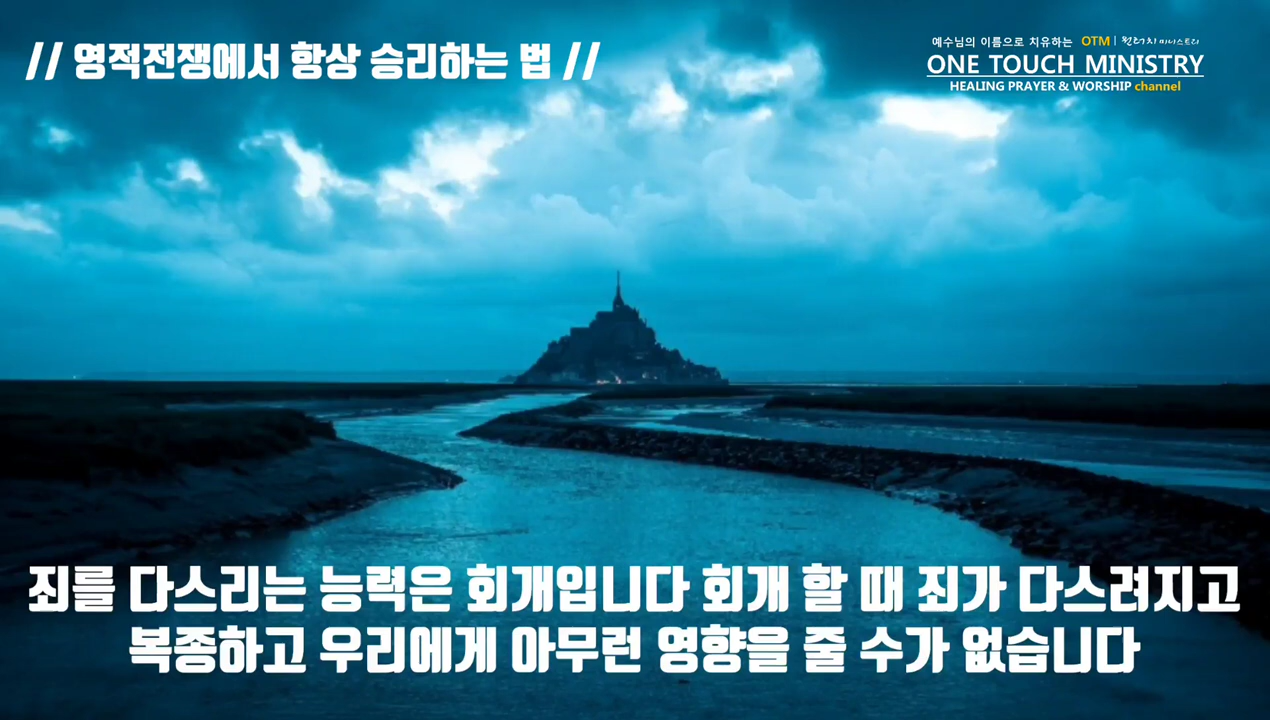 // 영적전쟁에서 항상 승리하는 법 //
예수님의 이름으로 치유하는 OTM | 원터치 미니스트리
ONE TOUCH MINISTRY
HEALING PRAYER & WORSHIP channel
죄를 다스리는 능력은 회개입니다 회개 할 때 죄가 다스려지고
복종하고 우리에게 아무런 영향을 줄 수가 없습니다